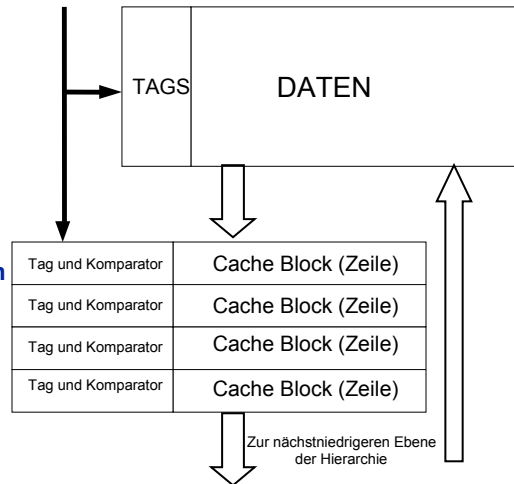 TAGS
DATEN
n
Tag und Komparator
Cache Block (Zeile)
Tag und Komparator
Cache Block (Zeile)
Tag und Komparator
Cache Block (Zeile)
Tag und Komparator
Cache Block (Zeile)
Zur nächstniedrigeren Ebene
der Hierarchie